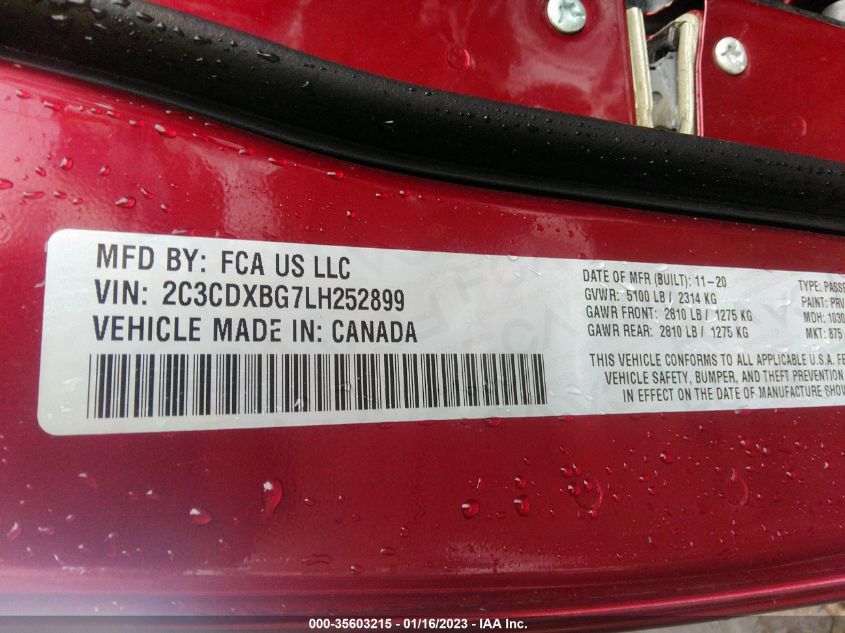 MFD BY: FCA US LLC
VIN: 2C3CDXBG7LH252899
VEHICLE MADE IN: CANADA
DATE OF MFR (BUILT): 11-20
GVWR: 5100 LB / 2314 KG
GAWR FRONT: 2810 LB / 1275 KG
GAWR REAR: 2810 LB / 1275 KG
TYPE: PASSE
PAINT: PRV
MDH: 1030
MKT: 875
THIS VEHICLE CONFORMS TO ALL APPLICABLE U.S.A. FE
VEHICLE SAFETY, BUMPER, AND THEFT PREVENTION
IN EFFECT ON THE DATE OF MANUFACTURE SHOW
000-35603215 - 01/16/2023 - IAA Inc.